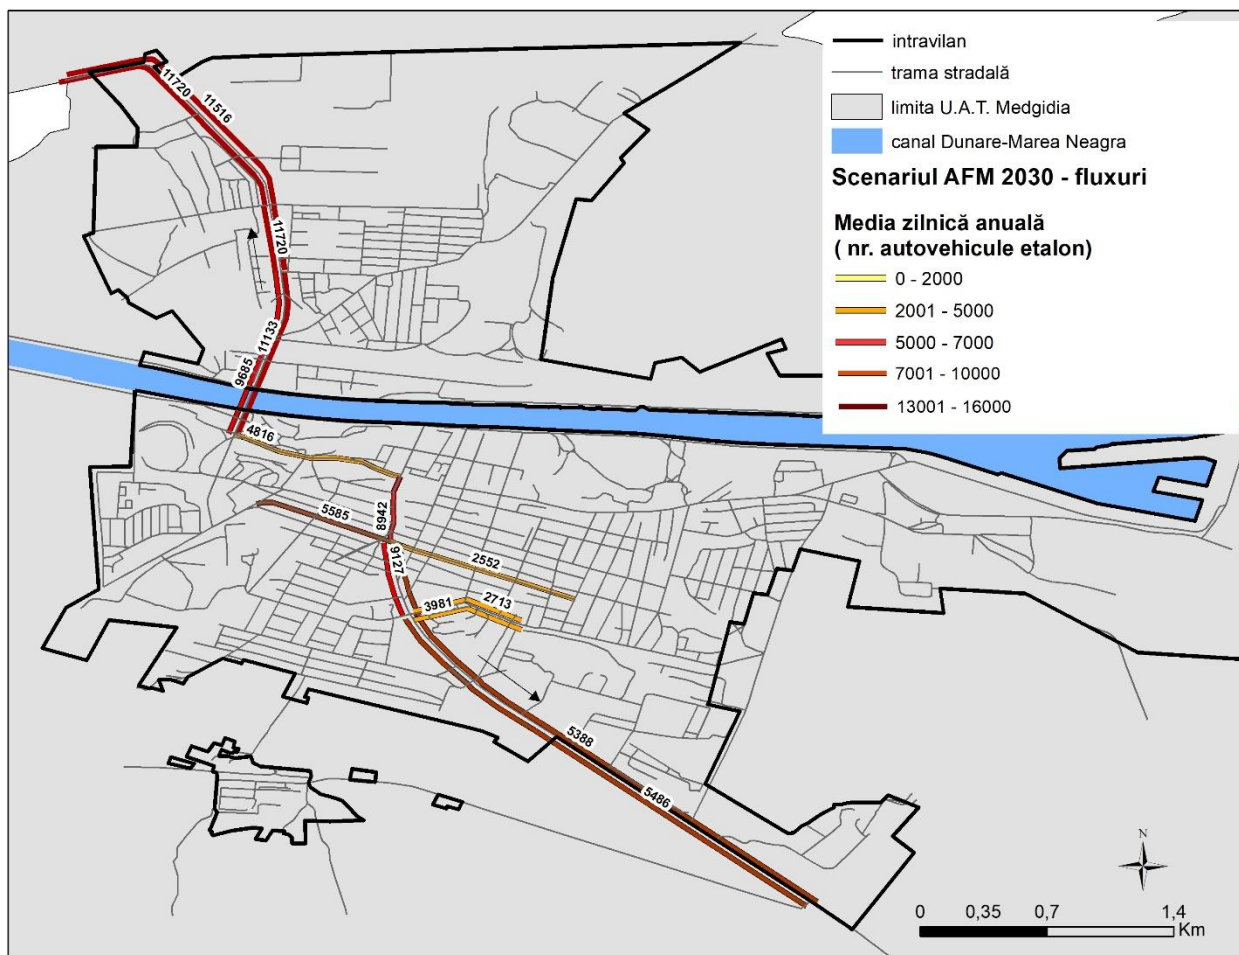 intravilan
trama stradală
limita U.A.T. Medgidia
canal Dunare-Marea Neagra
Scenariul AFM 2030 - fluxuri
Media zilnică anuală
( nr. autovehicule etalon)
0 - 2000
2001 - 5000
5000 - 7000
7001 - 10000
13001 - 16000
11720
11516
11720
11133
9685
4816
5585
8942
9127
2552
3981
2713
5388
5486
N
0 0,35 0,7 1,4
Km